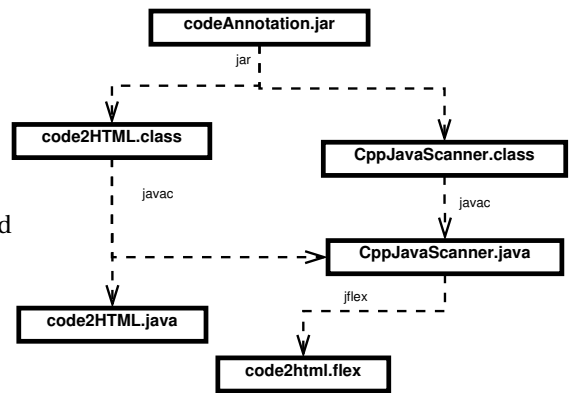 codeAnnotation.jar
jar
code2HTML.class
CppJavaScanner.class
javac
javac
d
CppJavaScanner.java
jflex
code2HTML.java
code2html.flex